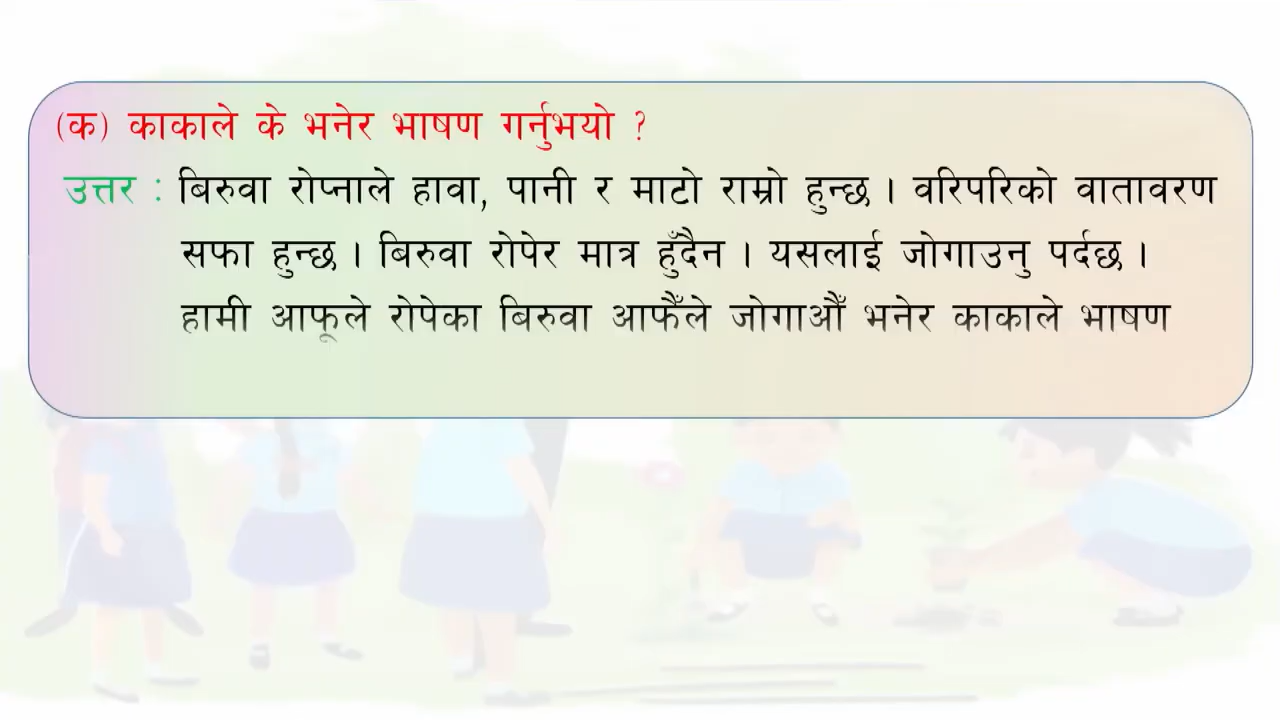 (क) काकाले के भनेर भाषण गर्नुभयो ?
उत्तर : बिरुवा रोप्नाले हावा, पानी र माटो राम्रो हुन्छ । वरिपरिको वातावरण
सफा हुन्छ । बिरुवा रोपेर मात्र हुँदैन । यसलाई जोगाउनु पर्दछ ।
हामी आफूले रोपेका बिरुवा आफैँले जोगाऔँ भनेर काकाले भाषण